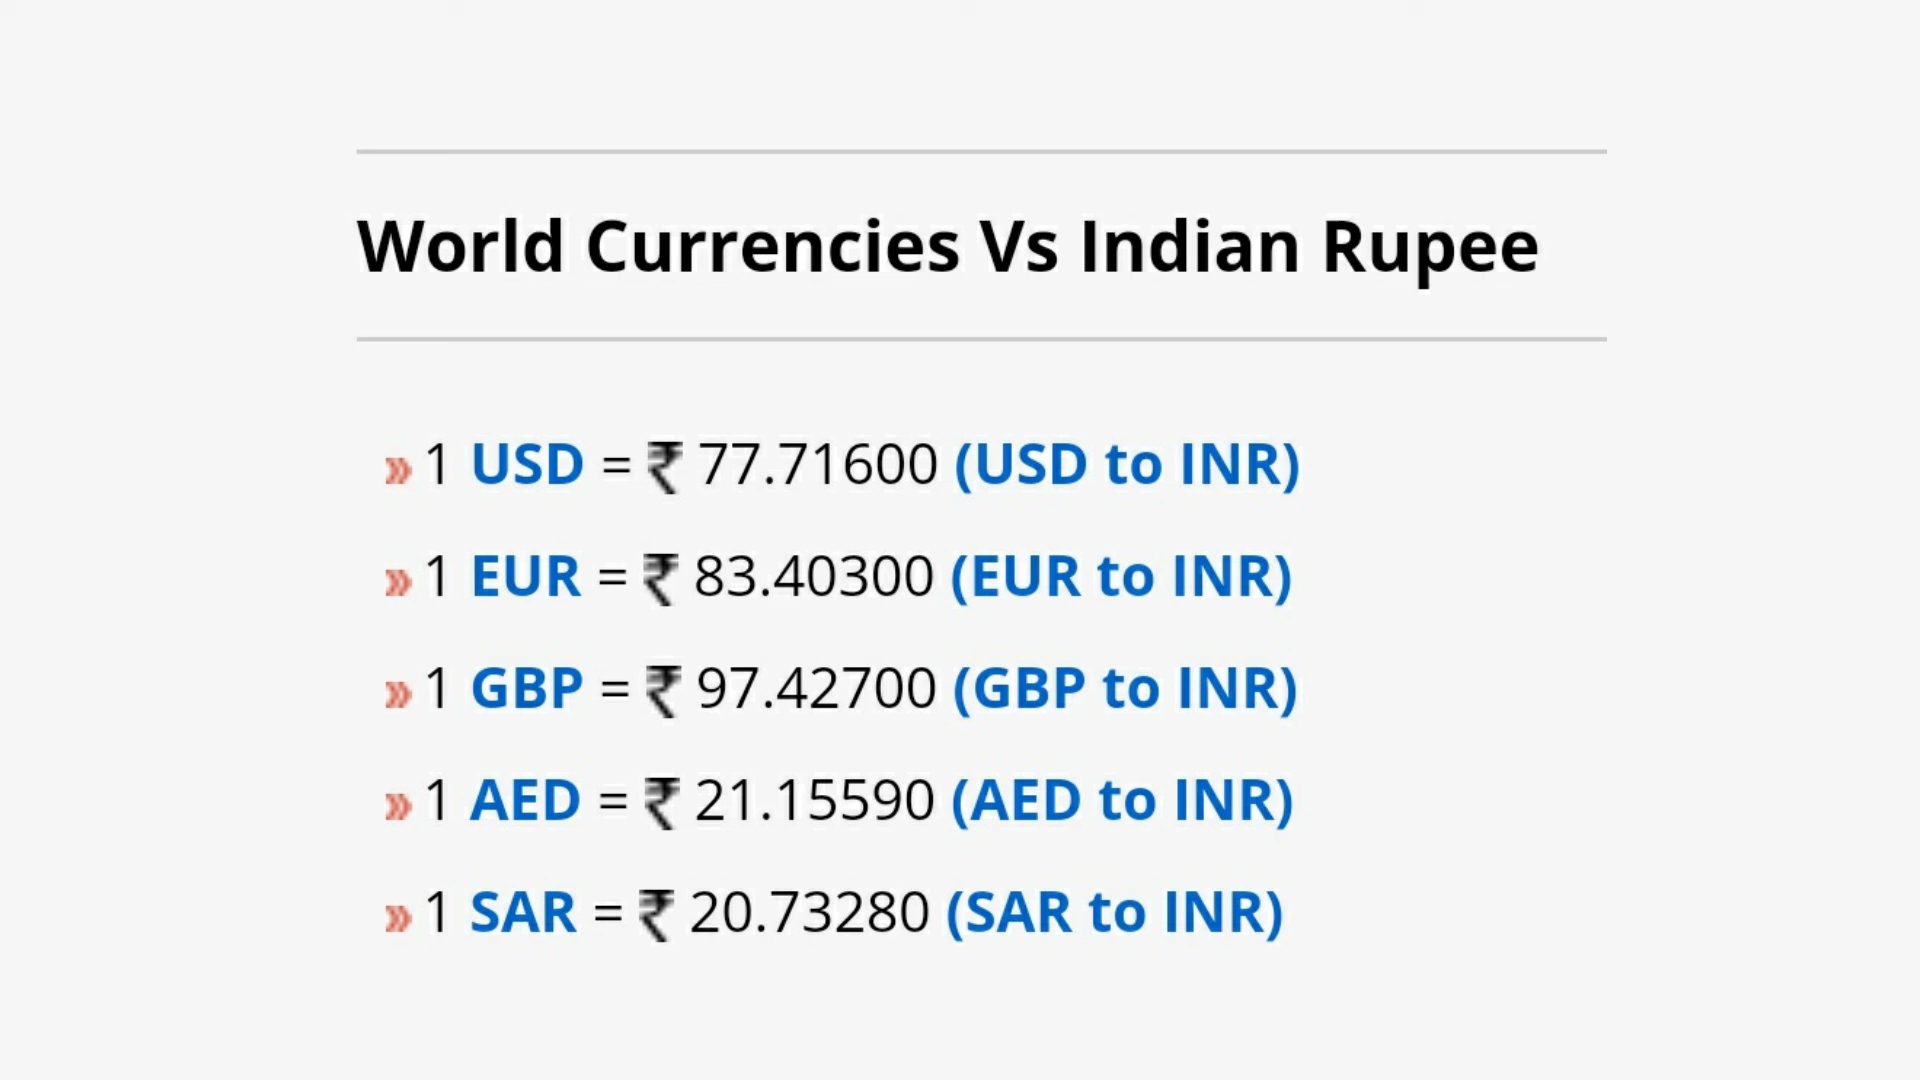 World Currencies Vs Indian Rupee
» 1 USD = ₹ 77.71600 (USD to INR)
» 1 EUR = ₹ 83.40300 (EUR to INR)
» 1 GBP = ₹ 97.42700 (GBP to INR)
» 1 AED = ₹ 21.15590 (AED to INR)
» 1 SAR = ₹ 20.73280 (SAR to INR)